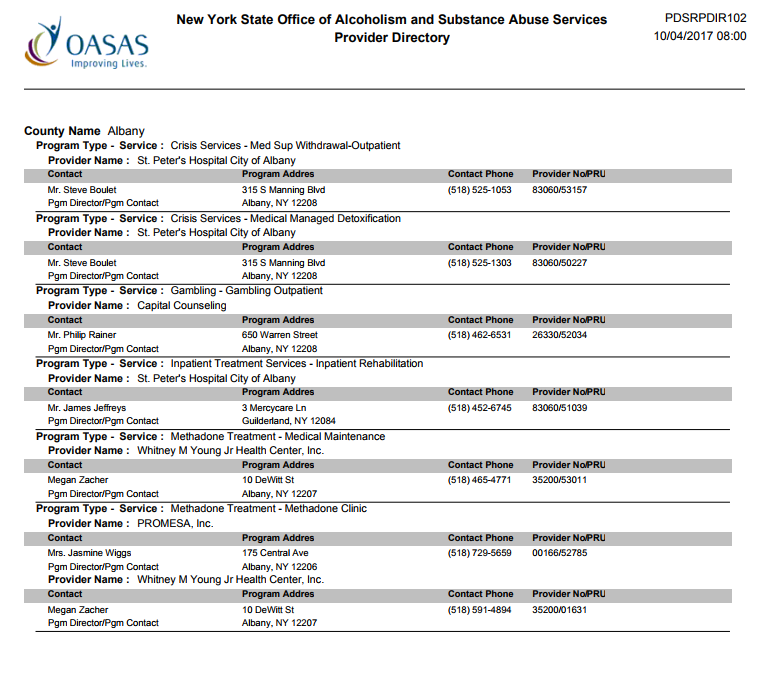 OASAS
Improving Lives.
New York State Office of Alcoholism and Substance Abuse Services
Provider Directory
PDSRPDIR102
10/04/2017 08:00
County Name Albany
Program Type - Service : Crisis Services - Med Sup Withdrawal-Outpatient
Provider Name : St. Peter's Hospital City of Albany
Contact Program Addres Contact Phone Provider No/PRU
Mr. Steve Boulet 315 S Manning Blvd (518) 525-1053 83060/53157
Pgm Director/Pgm Contact Albany, NY 12208
Program Type - Service : Crisis Services - Medical Managed Detoxification
Provider Name : St. Peter's Hospital City of Albany
Contact Program Addres Contact Phone Provider No/PRU
Mr. Steve Boulet 315 S Manning Blvd (518) 525-1303 83060/50227
Pgm Director/Pgm Contact Albany, NY 12208
Program Type - Service : Gambling - Gambling Outpatient
Provider Name : Capital Counseling
Contact Program Addres Contact Phone Provider No/PRU
Mr. Philip Rainer 650 Warren Street (518) 462-6531 26330/52034
Pgm Director/Pgm Contact Albany, NY 12208
Program Type - Service : Inpatient Treatment Services - Inpatient Rehabilitation
Provider Name : St. Peter's Hospital City of Albany
Contact Program Addres Contact Phone Provider No/PRU
Mr. James Jeffreys 3 Mercycare Ln (518) 452-6745 83060/51039
Pgm Director/Pgm Contact Guilderland, NY 12084
Program Type - Service : Methadone Treatment - Medical Maintenance
Provider Name : Whitney M Young Jr Health Center, Inc.
Contact Program Addres Contact Phone Provider No/PRU
Megan Zacher 10 DeWitt St (518) 465-4771 35200/53011
Pgm Director/Pgm Contact Albany, NY 12207
Program Type - Service : Methadone Treatment - Methadone Clinic
Provider Name : PROMESA, Inc.
Contact Program Addres Contact Phone Provider No/PRU
Mrs. Jasmine Wiggs 175 Central Ave (518) 729-5659 00166/52785
Pgm Director/Pgm Contact Albany, NY 12206
Provider Name : Whitney M Young Jr Health Center, Inc.
Contact Program Addres Contact Phone Provider No/PRU
Megan Zacher 10 DeWitt St (518) 591-4894 35200/01631
Pgm Director/Pgm Contact Albany, NY 12207